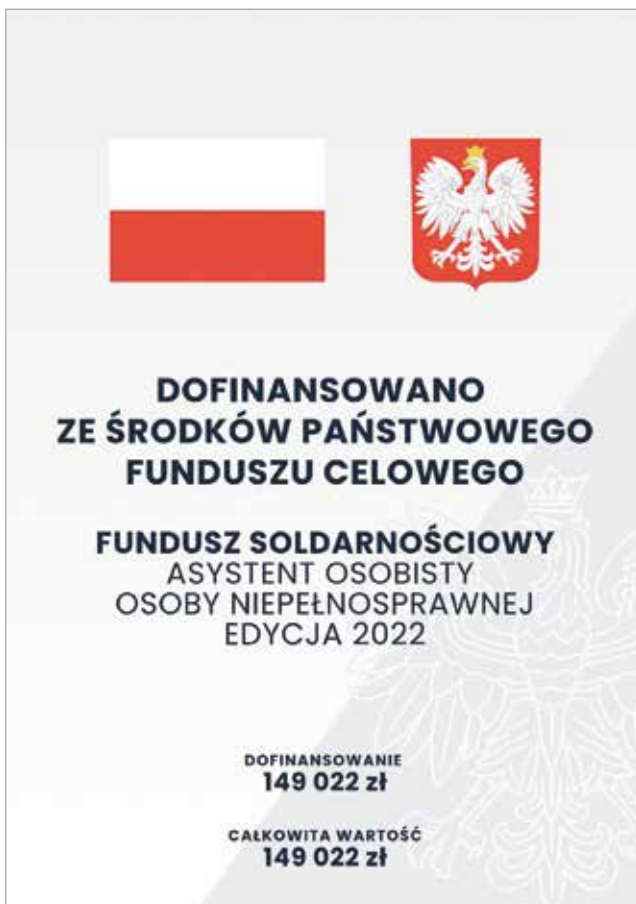 DOFINANSOWANO
ZE ŚRODKÓW PAŃSTWOWEGO
FUNDUSZU CELOWEGO
FUNDUSZ SOLDARNOŚCIOWY
ASYSTENT OSOBISTY
OSOBY NIEPEŁNOSPRAWNEJ
EDYCJA 2022
DOFINANSOWANIE
149 022 zł
CAŁKOWITA WARTOŚĆ
149 022 zł